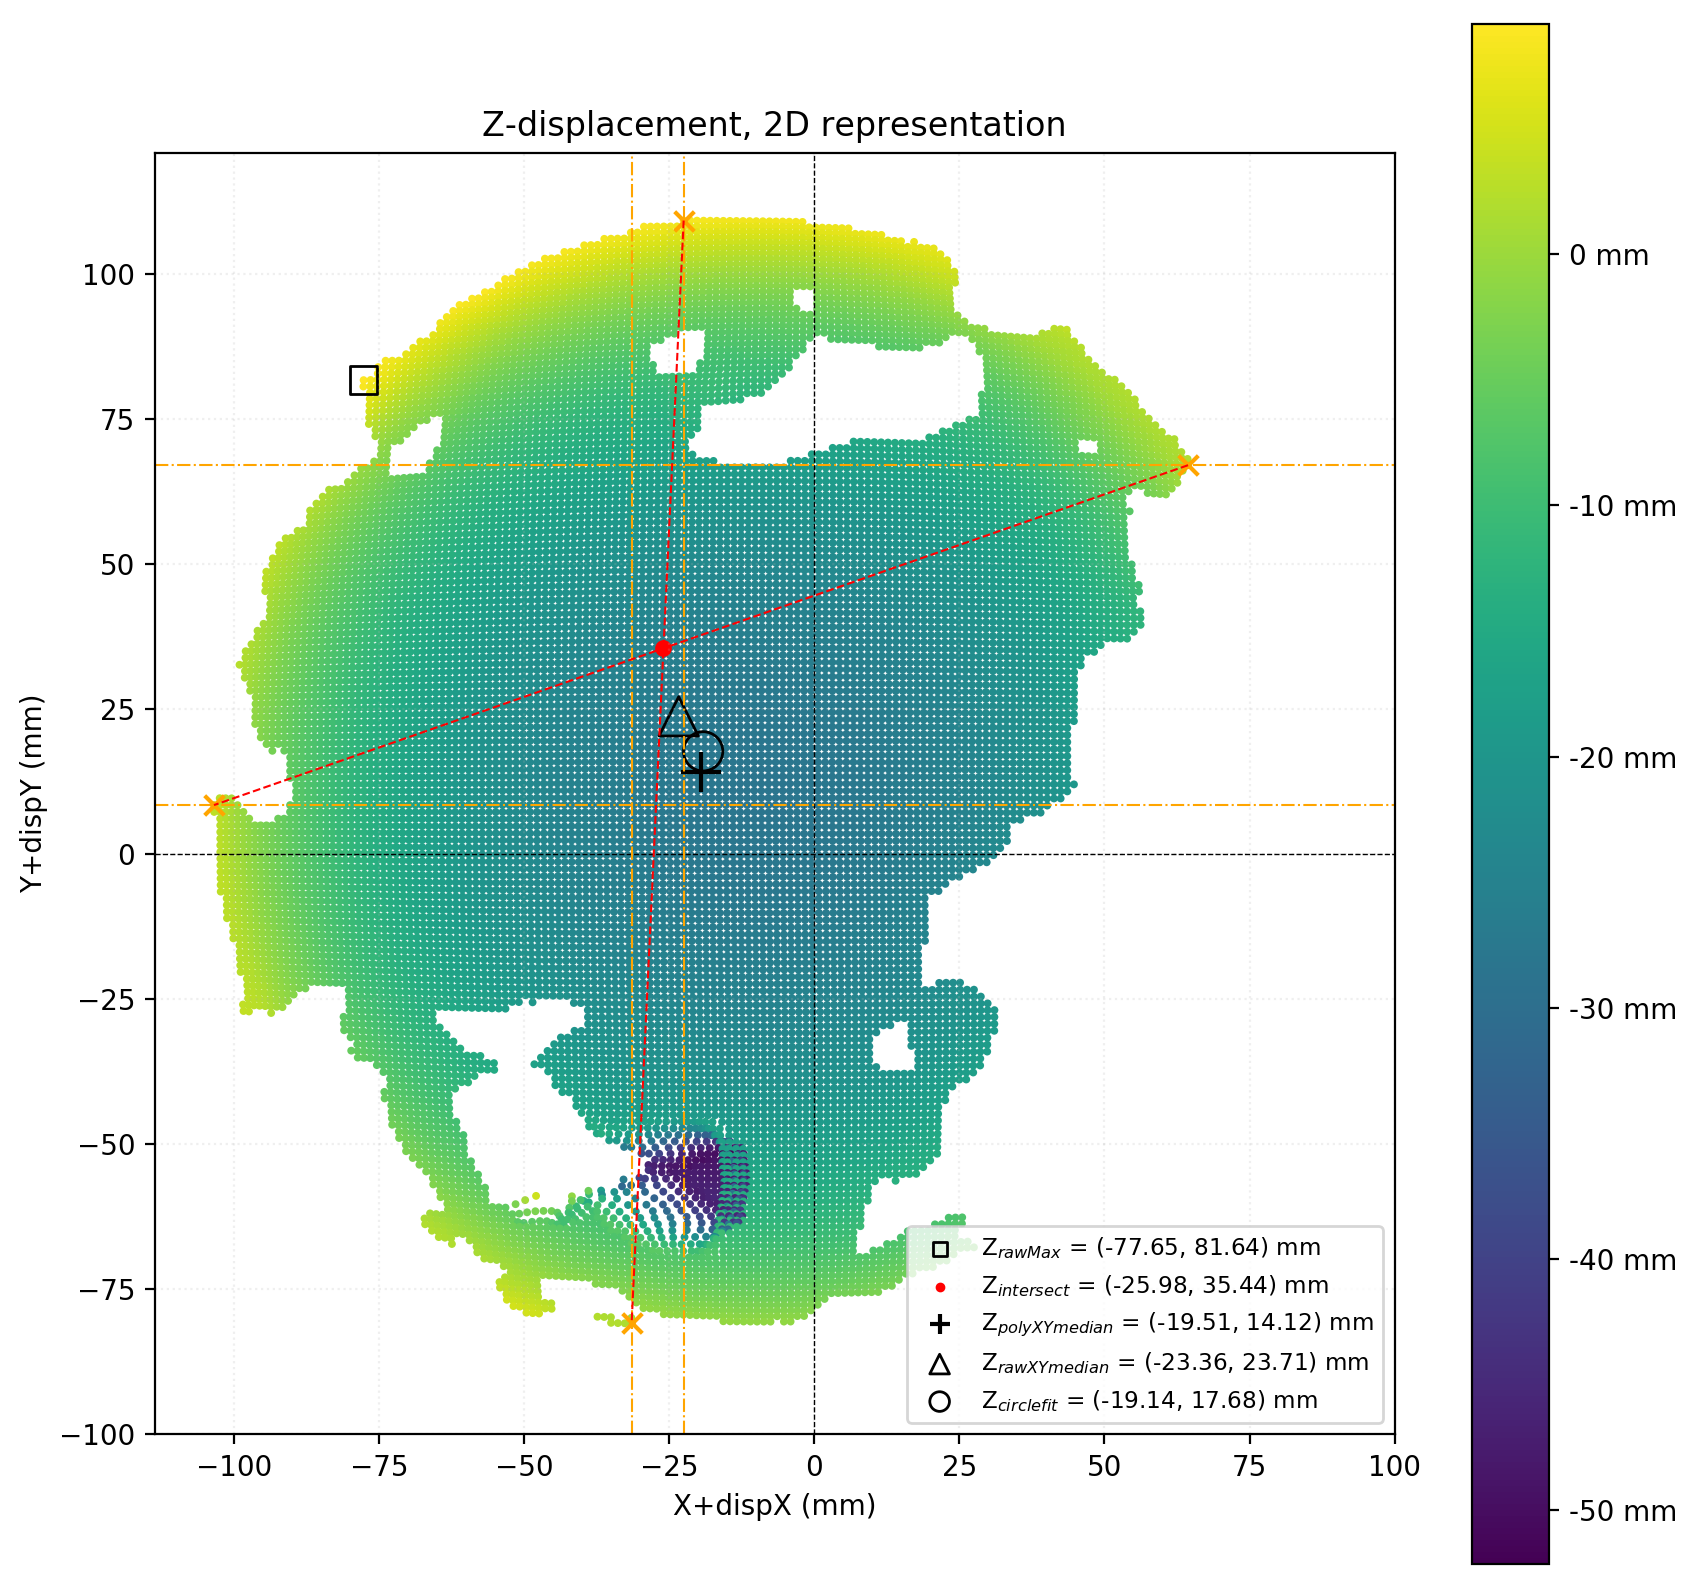 Z-displacement, 2D representation
Y+dispY (mm)
100
75
50
25
0
−25
−50
−75
−100
−100
−75
−50
−25
0
25
50
75
100
X+dispX (mm)
Z_rawMax = (-77.65, 81.64) mm
Z_intersect = (-25.98, 35.44) mm
Z_polyXYmedian = (-19.51, 14.12) mm
Z_rawXYmedian = (-23.36, 23.71) mm
Z_circlefit = (-19.14, 17.68) mm
0 mm
-10 mm
-20 mm
-30 mm
-40 mm
-50 mm